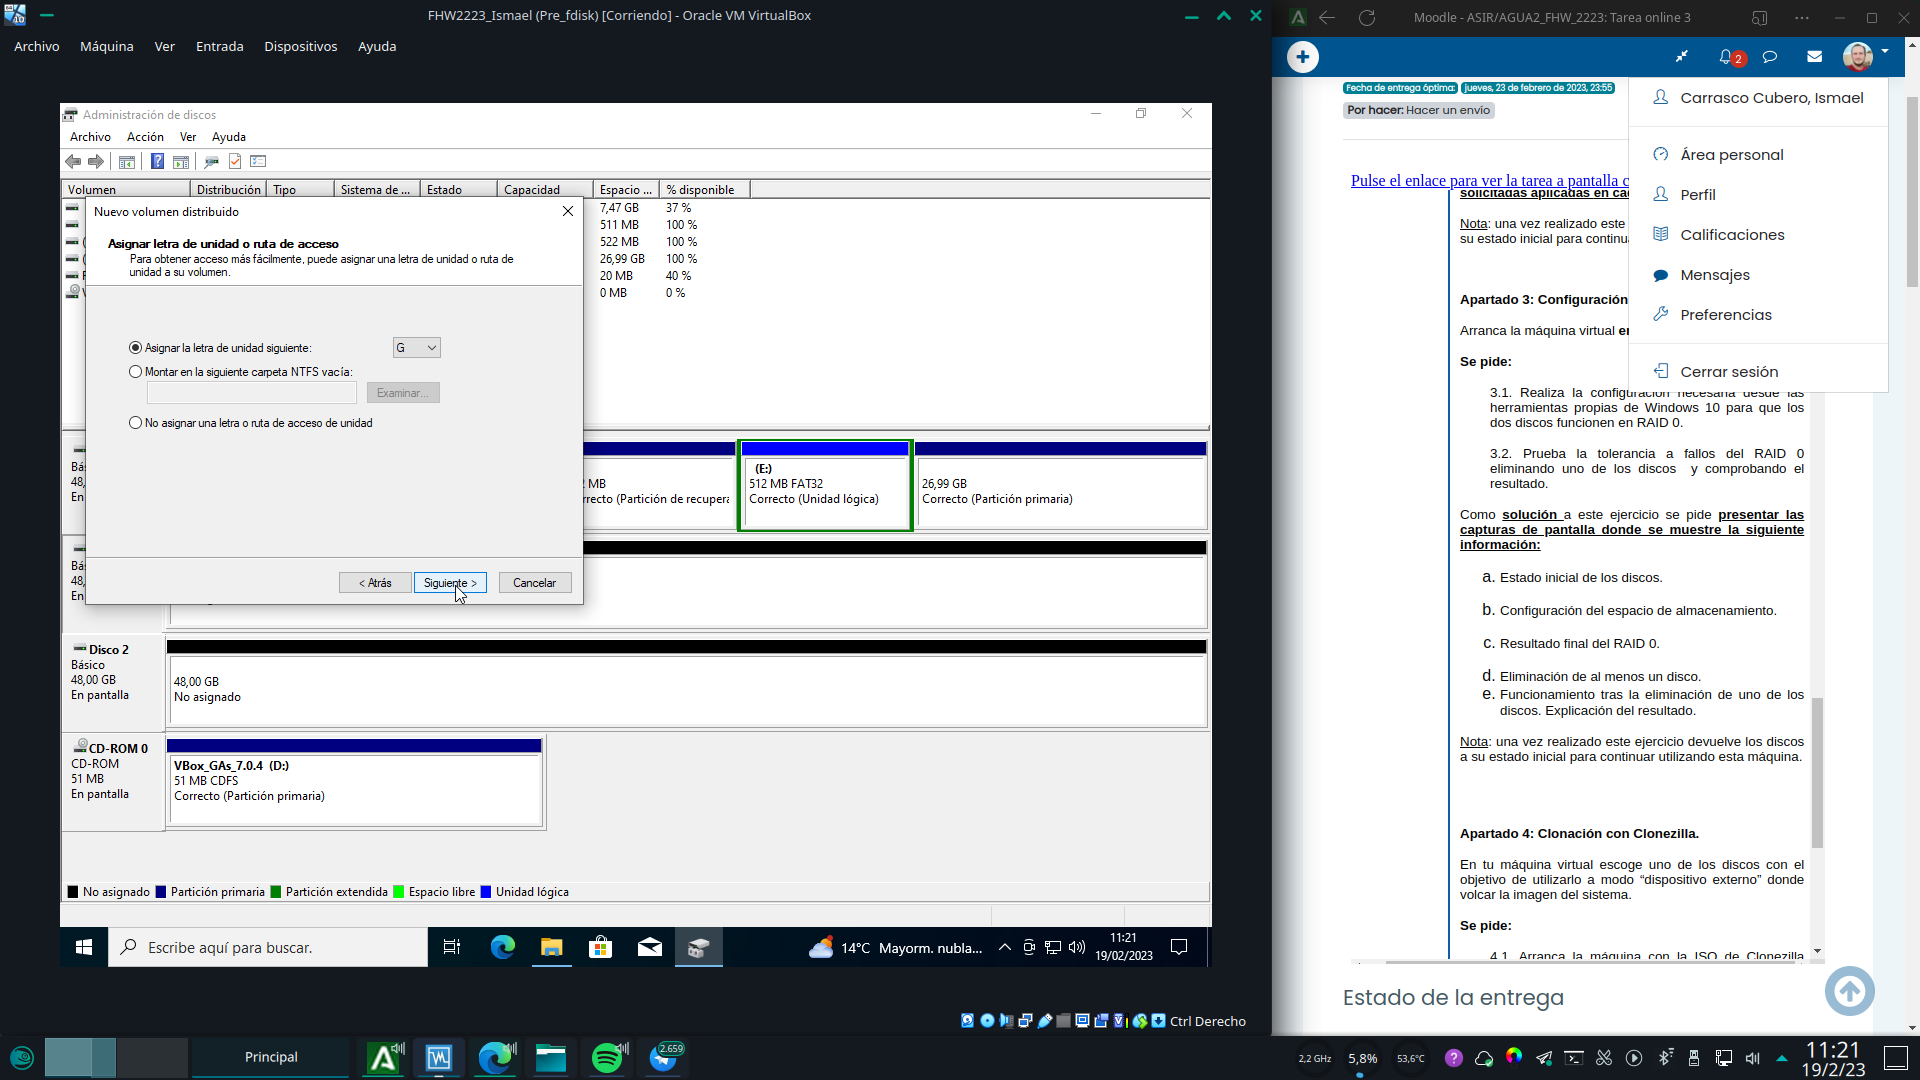 FHW2223_Ismael (Pre_fdisk) [Corriendo] - Oracle VM VirtualBox
Archivo Máquina Ver Entrada Dispositivos Ayuda
Administración de discos
Archivo Acción Ver Ayuda
Volumen Distribución Tipo Sistema de ... Estado Capacidad Espacio ... % disponible
7,47 GB 37 %
511 MB 100 %
522 MB 100 %
26,99 GB 100 %
20 MB 40 %
0 MB 0 %
Nuevo volumen distribuido
Asignar letra de unidad o ruta de acceso
Para obtener acceso más fácilmente, puede asignar una letra de unidad o ruta de
unidad a su volumen.
Asignar la letra de unidad siguiente: G
Montar en la siguiente carpeta NTFS vacía:
Examinar...
No asignar una letra o ruta de acceso de unidad
< Atrás Siguiente > Cancelar
MB
Correcto (Partición de recupera
(E:)
512 MB FAT32
Correcto (Unidad lógica)
26,99 GB
Correcto (Partición primaria)
Disco 2
Básico
48,00 GB
En pantalla
48,00 GB
No asignado
CD-ROM 0
CD-ROM
51 MB
En pantalla
VBox_GAs_7.0.4 (D:)
51 MB CDFS
Correcto (Partición primaria)
No asignado Partición primaria Partición extendida Espacio libre Unidad lógica
Escribe aquí para buscar.
14°C Mayorm. nubla...
11:21
19/02/2023
Ctrl Derecho
Moodle - ASIR/AGUA2_FHW_2223: Tarea online 3
2
Fecha de entrega óptima: jueves, 23 de febrero de 2023, 23:55
Por hacer: Hacer un envío
Carrasco Cubero, Ismael
Área personal
Perfil
Calificaciones
Mensajes
Preferencias
Cerrar sesión
Pulse el enlace para ver la tarea a pantalla c
solicitadas aplicadas en ca
Nota: una vez realizado este
su estado inicial para continu
Apartado 3: Configuración
Arranca la máquina virtual e
Se pide:
3.1. Realiza la configuración necesaria desde las
herramientas propias de Windows 10 para que los
dos discos funcionen en RAID 0.
3.2. Prueba la tolerancia a fallos del RAID 0
eliminando uno de los discos y comprobando el
resultado.
Como solución a este ejercicio se pide presentar las
capturas de pantalla donde se muestre la siguiente
información:
a. Estado inicial de los discos.
b. Configuración del espacio de almacenamiento.
c. Resultado final del RAID 0.
d. Eliminación de al menos un disco.
e. Funcionamiento tras la eliminación de uno de los
discos. Explicación del resultado.
Nota: una vez realizado este ejercicio devuelve los discos
a su estado inicial para continuar utilizando esta máquina.
Apartado 4: Clonación con Clonezilla.
En tu máquina virtual escoge uno de los discos con el
objetivo de utilizarlo a modo “dispositivo externo” donde
volcar la imagen del sistema.
Se pide:
4.1. Arranca la máquina con la ISO de Clonezilla
Estado de la entrega
Principal
2.659
2,2 GHz 5,8% 53,6°C
11:21
19/2/23